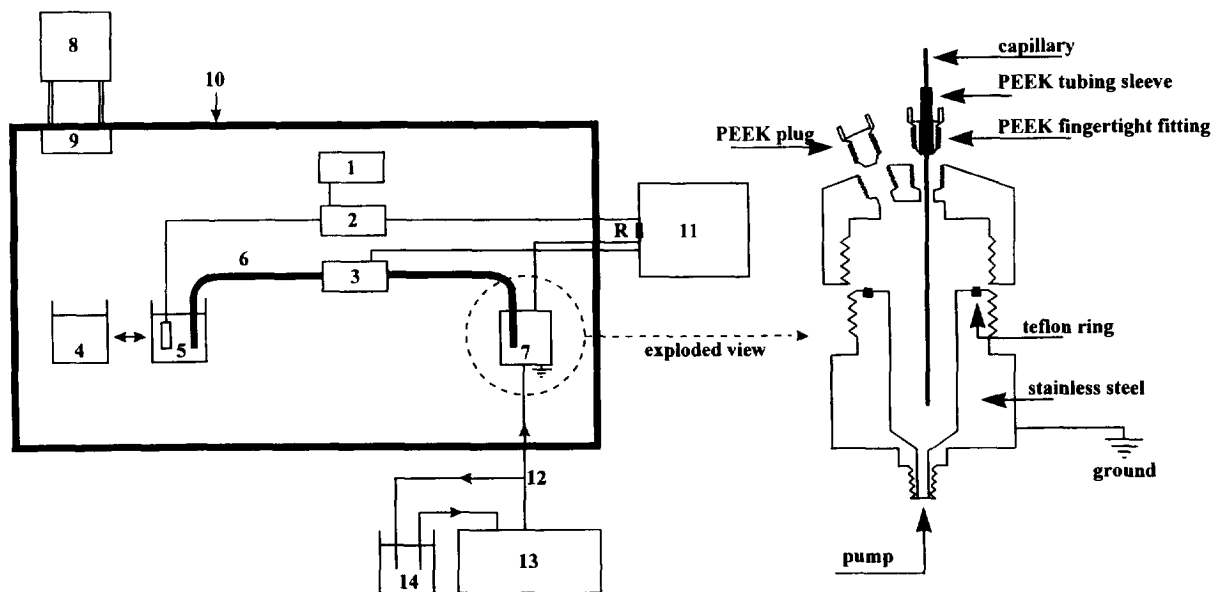 8
9
10
1
2
3
4
5
6
7
R
11
exploded view
12
13
14
capillary
PEEK tubing sleeve
PEEK plug
PEEK fingertight fitting
teflon ring
stainless steel
ground
pump